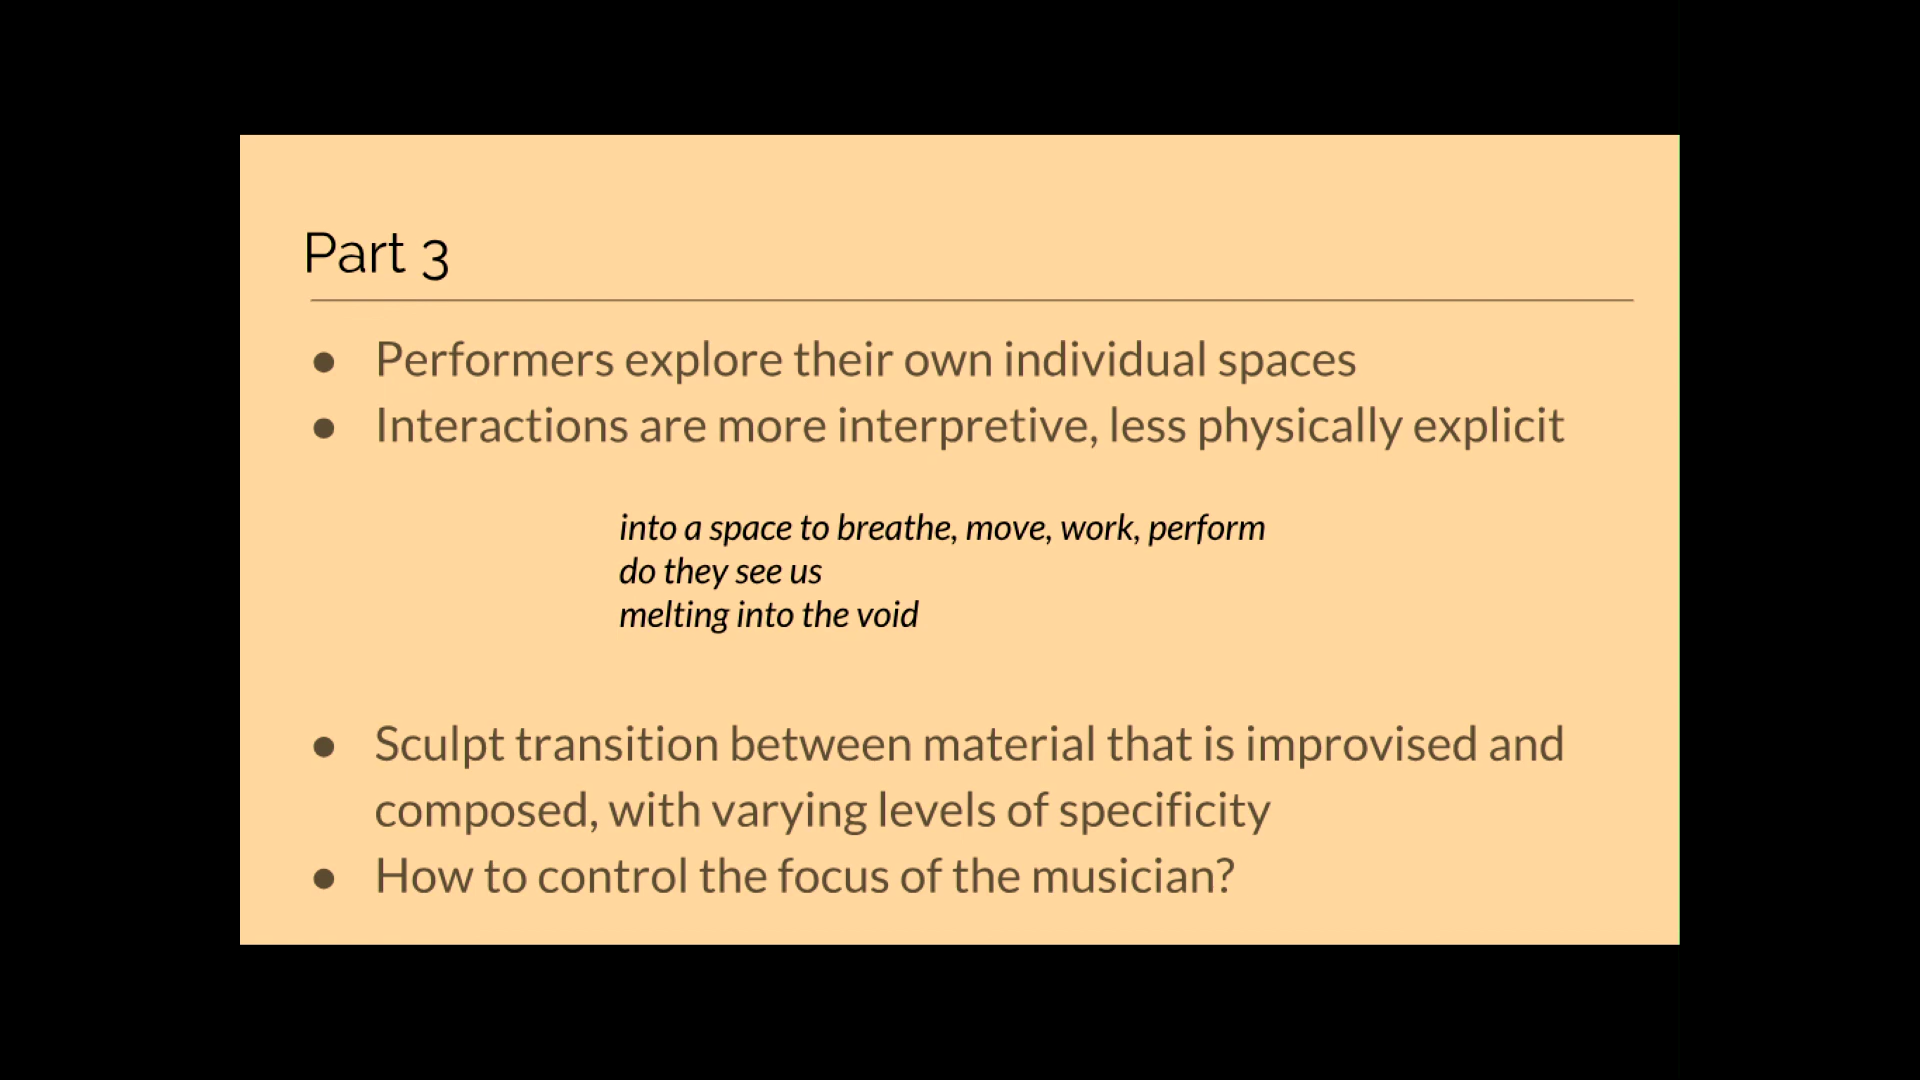 Part 3
● Performers explore their own individual spaces
● Interactions are more interpretive, less physically explicit
into a space to breathe, move, work, perform
do they see us
melting into the void
● Sculpt transition between material that is improvised and
composed, with varying levels of specificity
● How to control the focus of the musician?